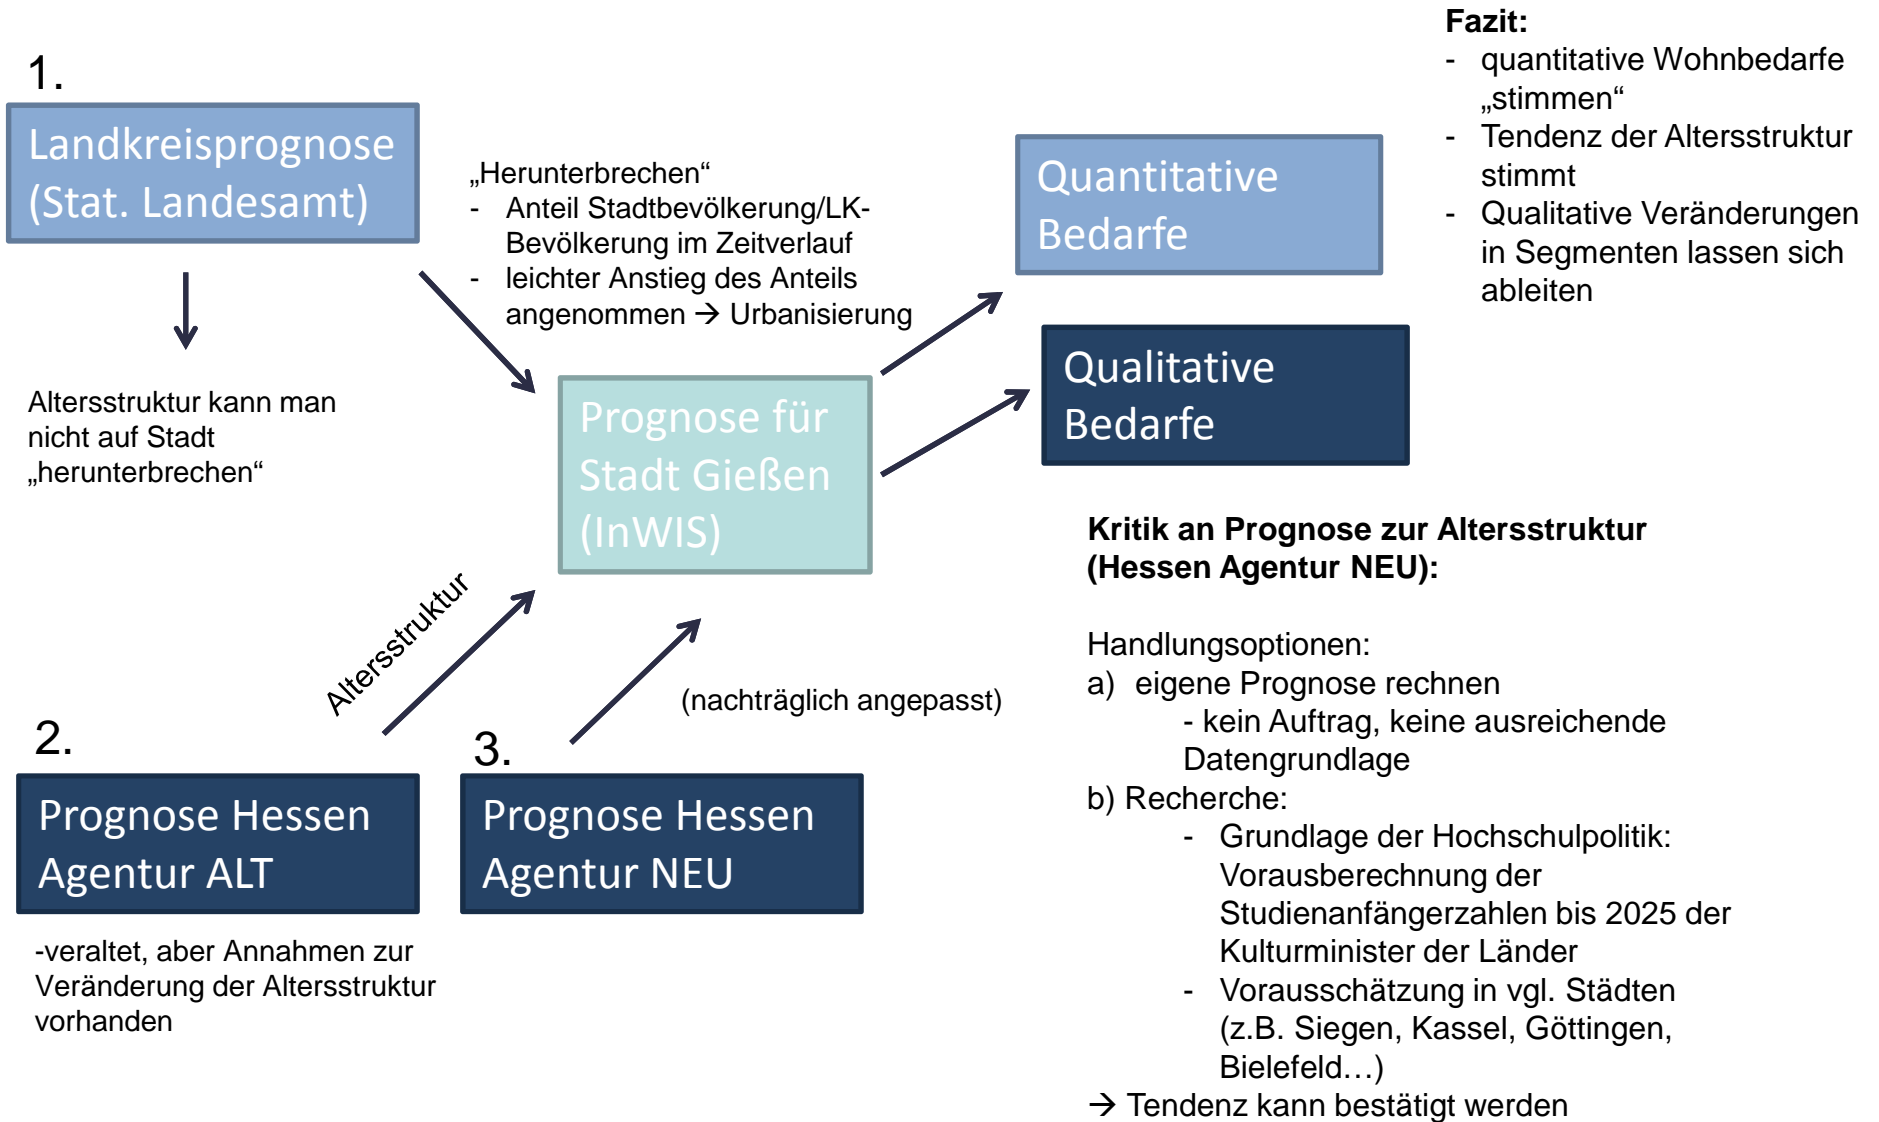 1.
Landkreisprognose
(Stat. Landesamt)
Altersstruktur kann man
nicht auf Stadt
„herunterbrechen“
„Herunterbrechen“
- Anteil Stadtbevölkerung/LK-
Bevölkerung im Zeitverlauf
- leichter Anstieg des Anteils
angenommen → Urbanisierung
Prognose für
Stadt Gießen
(InWIS)
Quantitative
Bedarfe
Qualitative
Bedarfe
Fazit:
- quantitative Wohnbedarfe
„stimmen“
- Tendenz der Altersstruktur
stimmt
- Qualitative Veränderungen
in Segmenten lassen sich
ableiten
Altersstruktur
(nachträglich angepasst)
2.
Prognose Hessen
Agentur ALT
-veraltet, aber Annahmen zur
Veränderung der Altersstruktur
vorhanden
3.
Prognose Hessen
Agentur NEU
Kritik an Prognose zur Altersstruktur
(Hessen Agentur NEU):
Handlungsoptionen:
a) eigene Prognose rechnen
- kein Auftrag, keine ausreichende
Datengrundlage
b) Recherche:
- Grundlage der Hochschulpolitik:
Vorausberechnung der
Studienanfängerzahlen bis 2025 der
Kulturminister der Länder
- Vorausschätzung in vgl. Städten
(z.B. Siegen, Kassel, Göttingen,
Bielefeld…)
→ Tendenz kann bestätigt werden